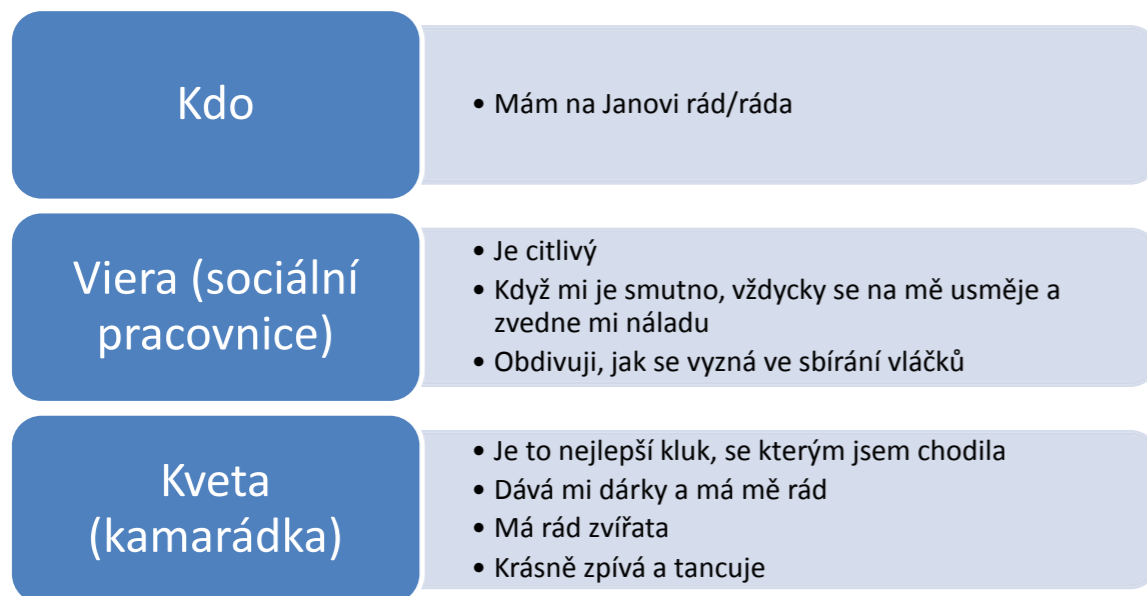 Kdo
• Mám na Janovi rád/ráda
Viera (sociální
pracovnice)
• Je citlivý
• Když mi je smutno, vždycky se na mě usměje a
zvedne mi náladu
• Obdivuji, jak se vyzná ve sbírání vláčků
Kveta
(kamarádka)
• Je to nejlepší kluk, se kterým jsem chodila
• Dává mi dárky a má mě rád
• Má rád zvířata
• Krásně zpívá a tancuje